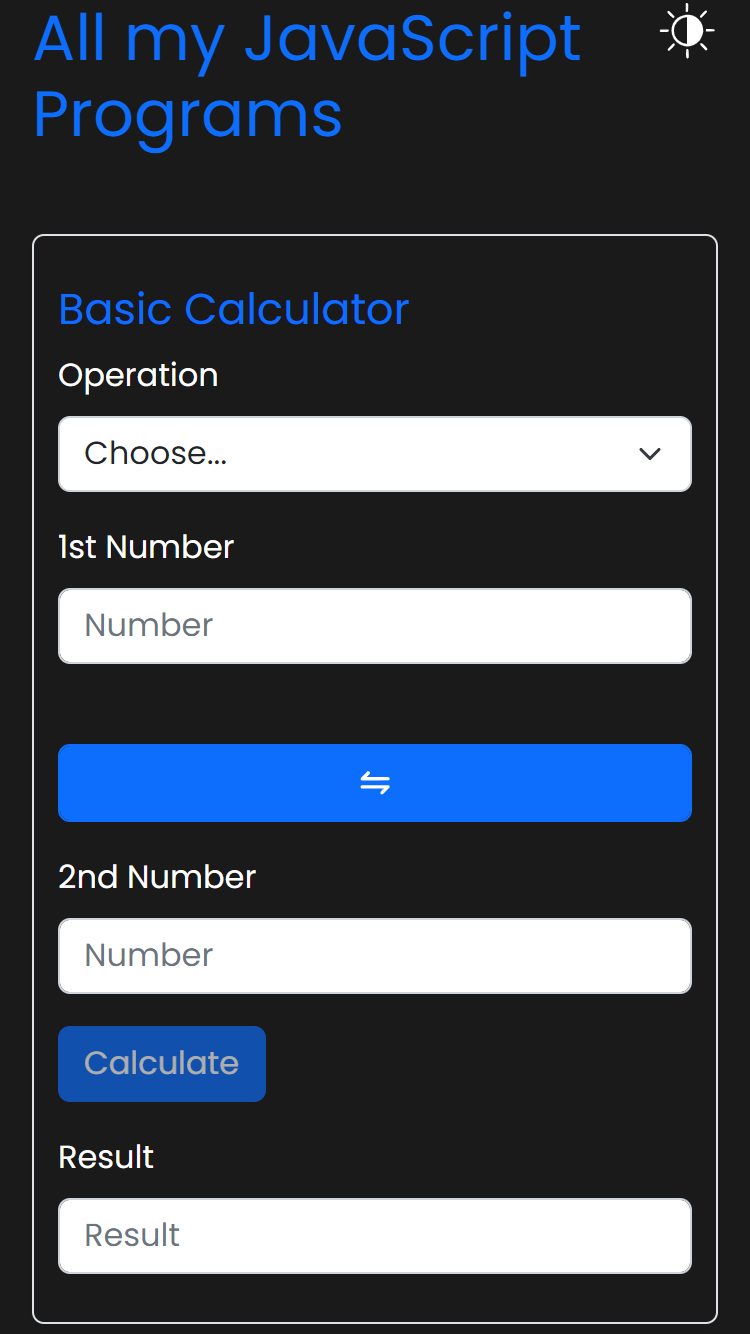 All my JavaScript
Programs
Basic Calculator
Operation
Choose...
1st Number
Number
2nd Number
Number
Calculate
Result
Result